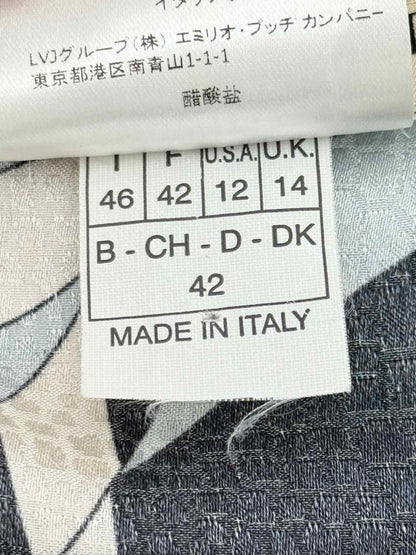 LVJグループ(株) エミリオ・プッチ カンパニー
東京都港区南青山1-1-1
醋酸盐
I F U.S.A. U.K.
46 42 12 14
B - CH - D - DK
42
MADE IN ITALY